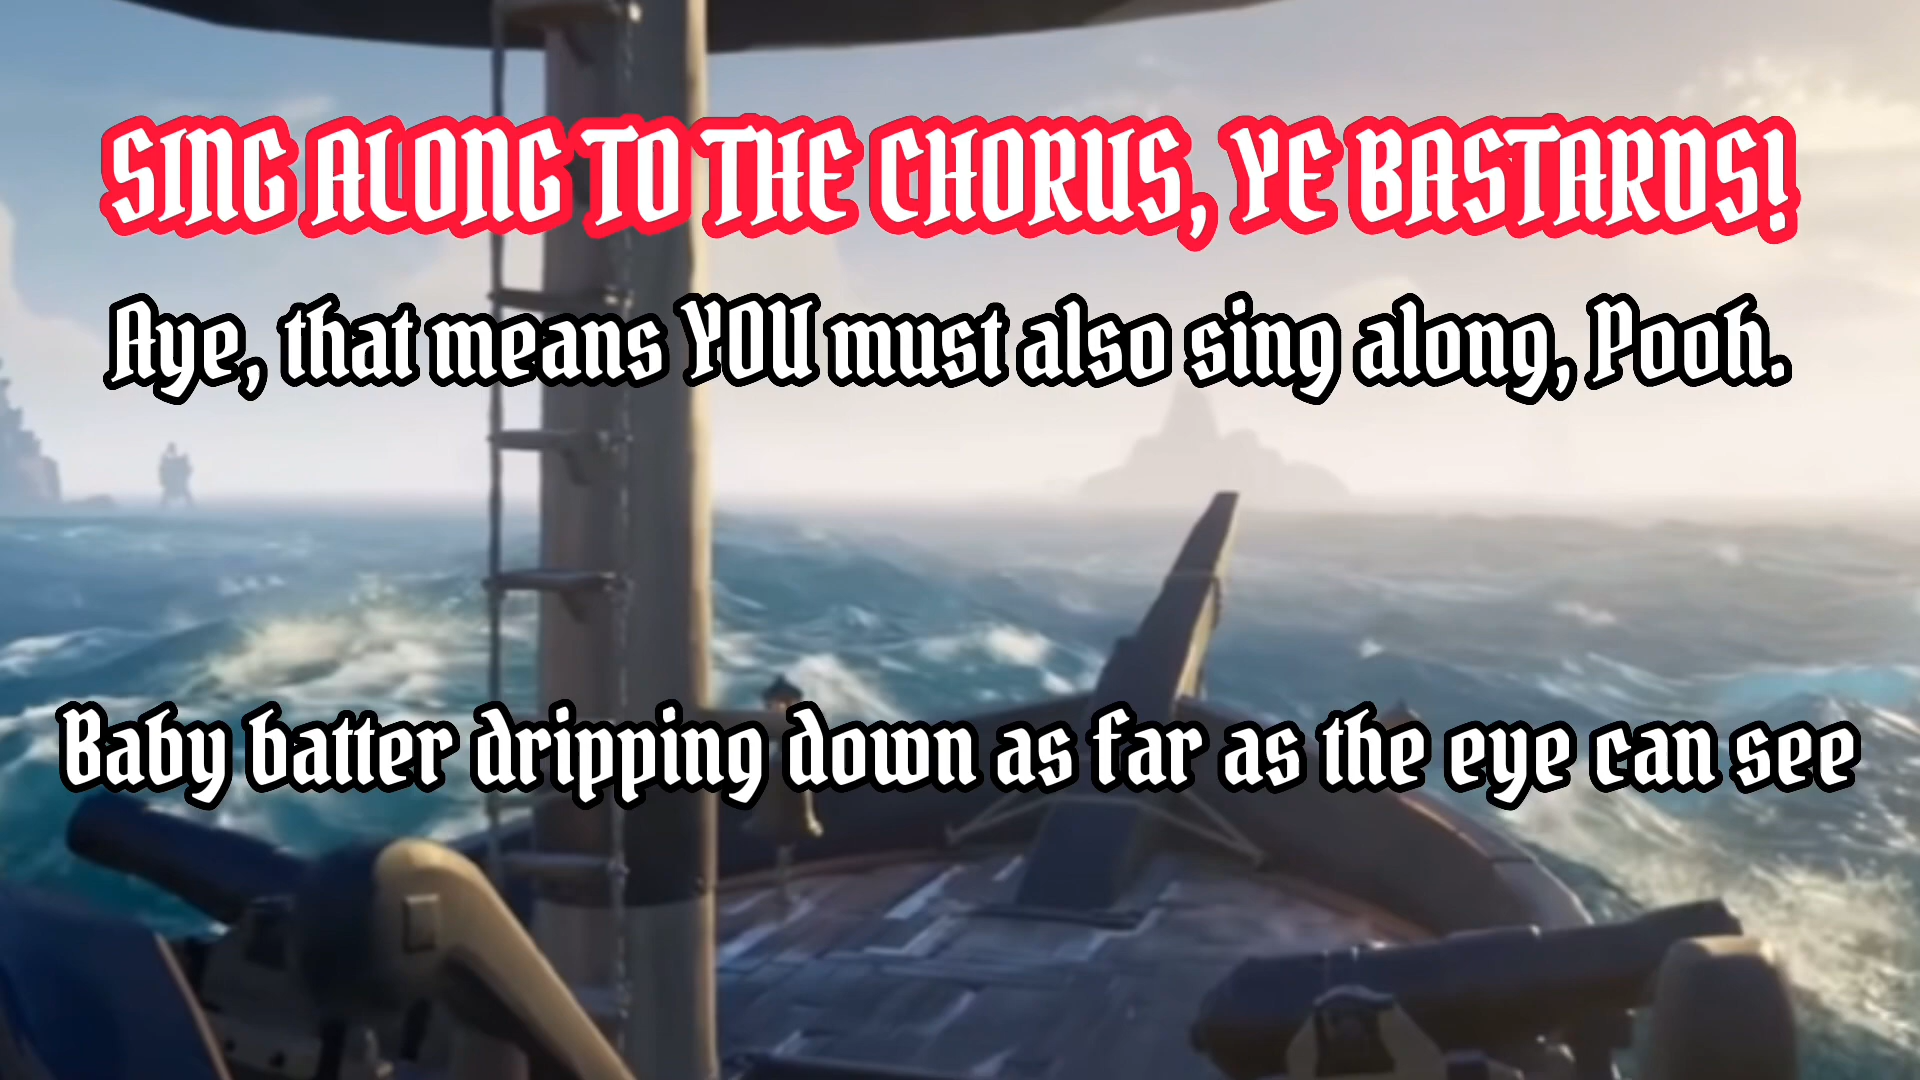 SING ALONG TO THE CHORUS, YE BASTARDS!
Aye, that means YOU must also sing along, Pooh.
Baby batter dripping down as far as the eye can see